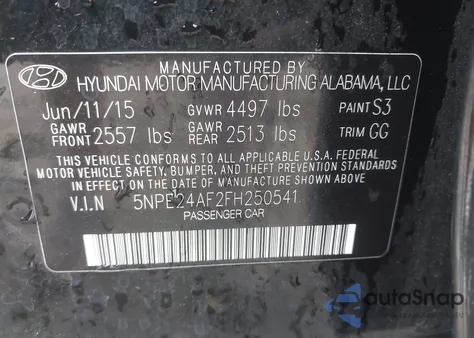 MANUFACTURED BY
HYUNDAI MOTOR MANUFACTURING ALABAMA, LLC
Jun/11/15 GVWR 4497 lbs PAINT S3
GAWR FRONT 2557 lbs GAWR REAR 2513 lbs TRIM GG
THIS VEHICLE CONFORMS TO ALL APPLICABLE U.S.A. FEDERAL
MOTOR VEHICLE SAFETY, BUMPER, AND THEFT PREVENTION STANDARDS
IN EFFECT ON THE DATE OF MANUFACTURE SHOWN ABOVE.
V.I.N 5NPE24AF2FH250541
PASSENGER CAR
autaSnap